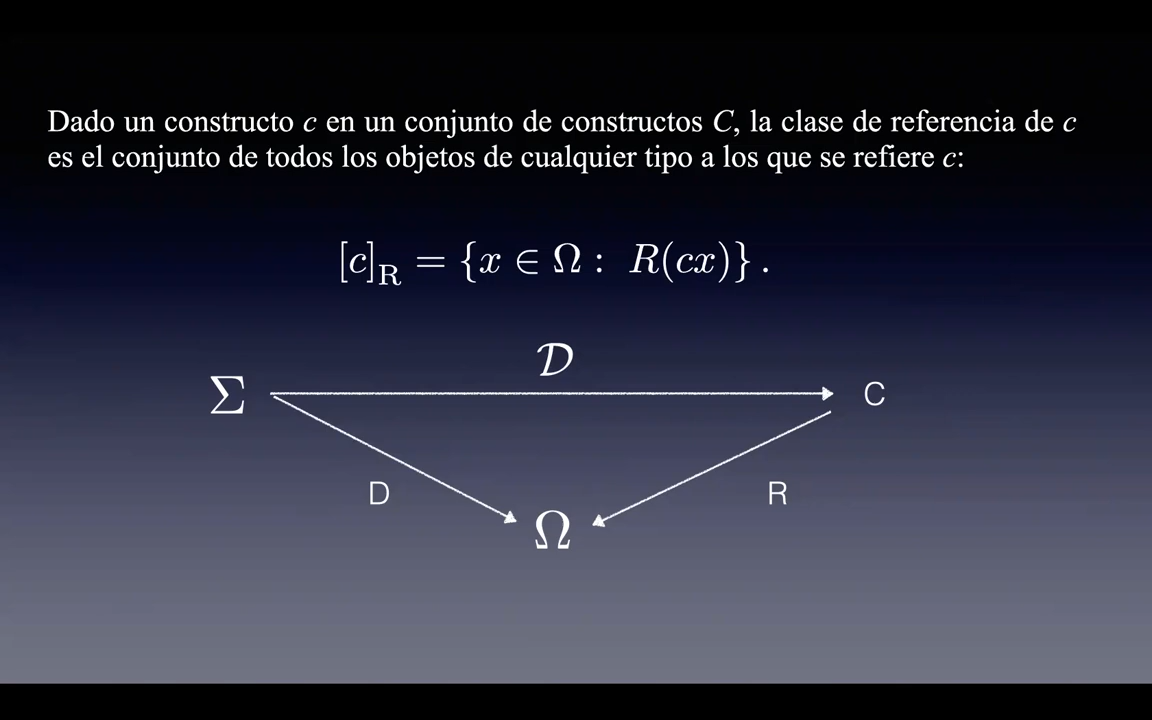 Dado un constructo c en un conjunto de constructos C, la clase de referencia de c
es el conjunto de todos los objetos de cualquier tipo a los que se refiere c:
[c]_R = {x ∈ Ω : R(cx)} .
𝒟
Σ
C
D
R
Ω